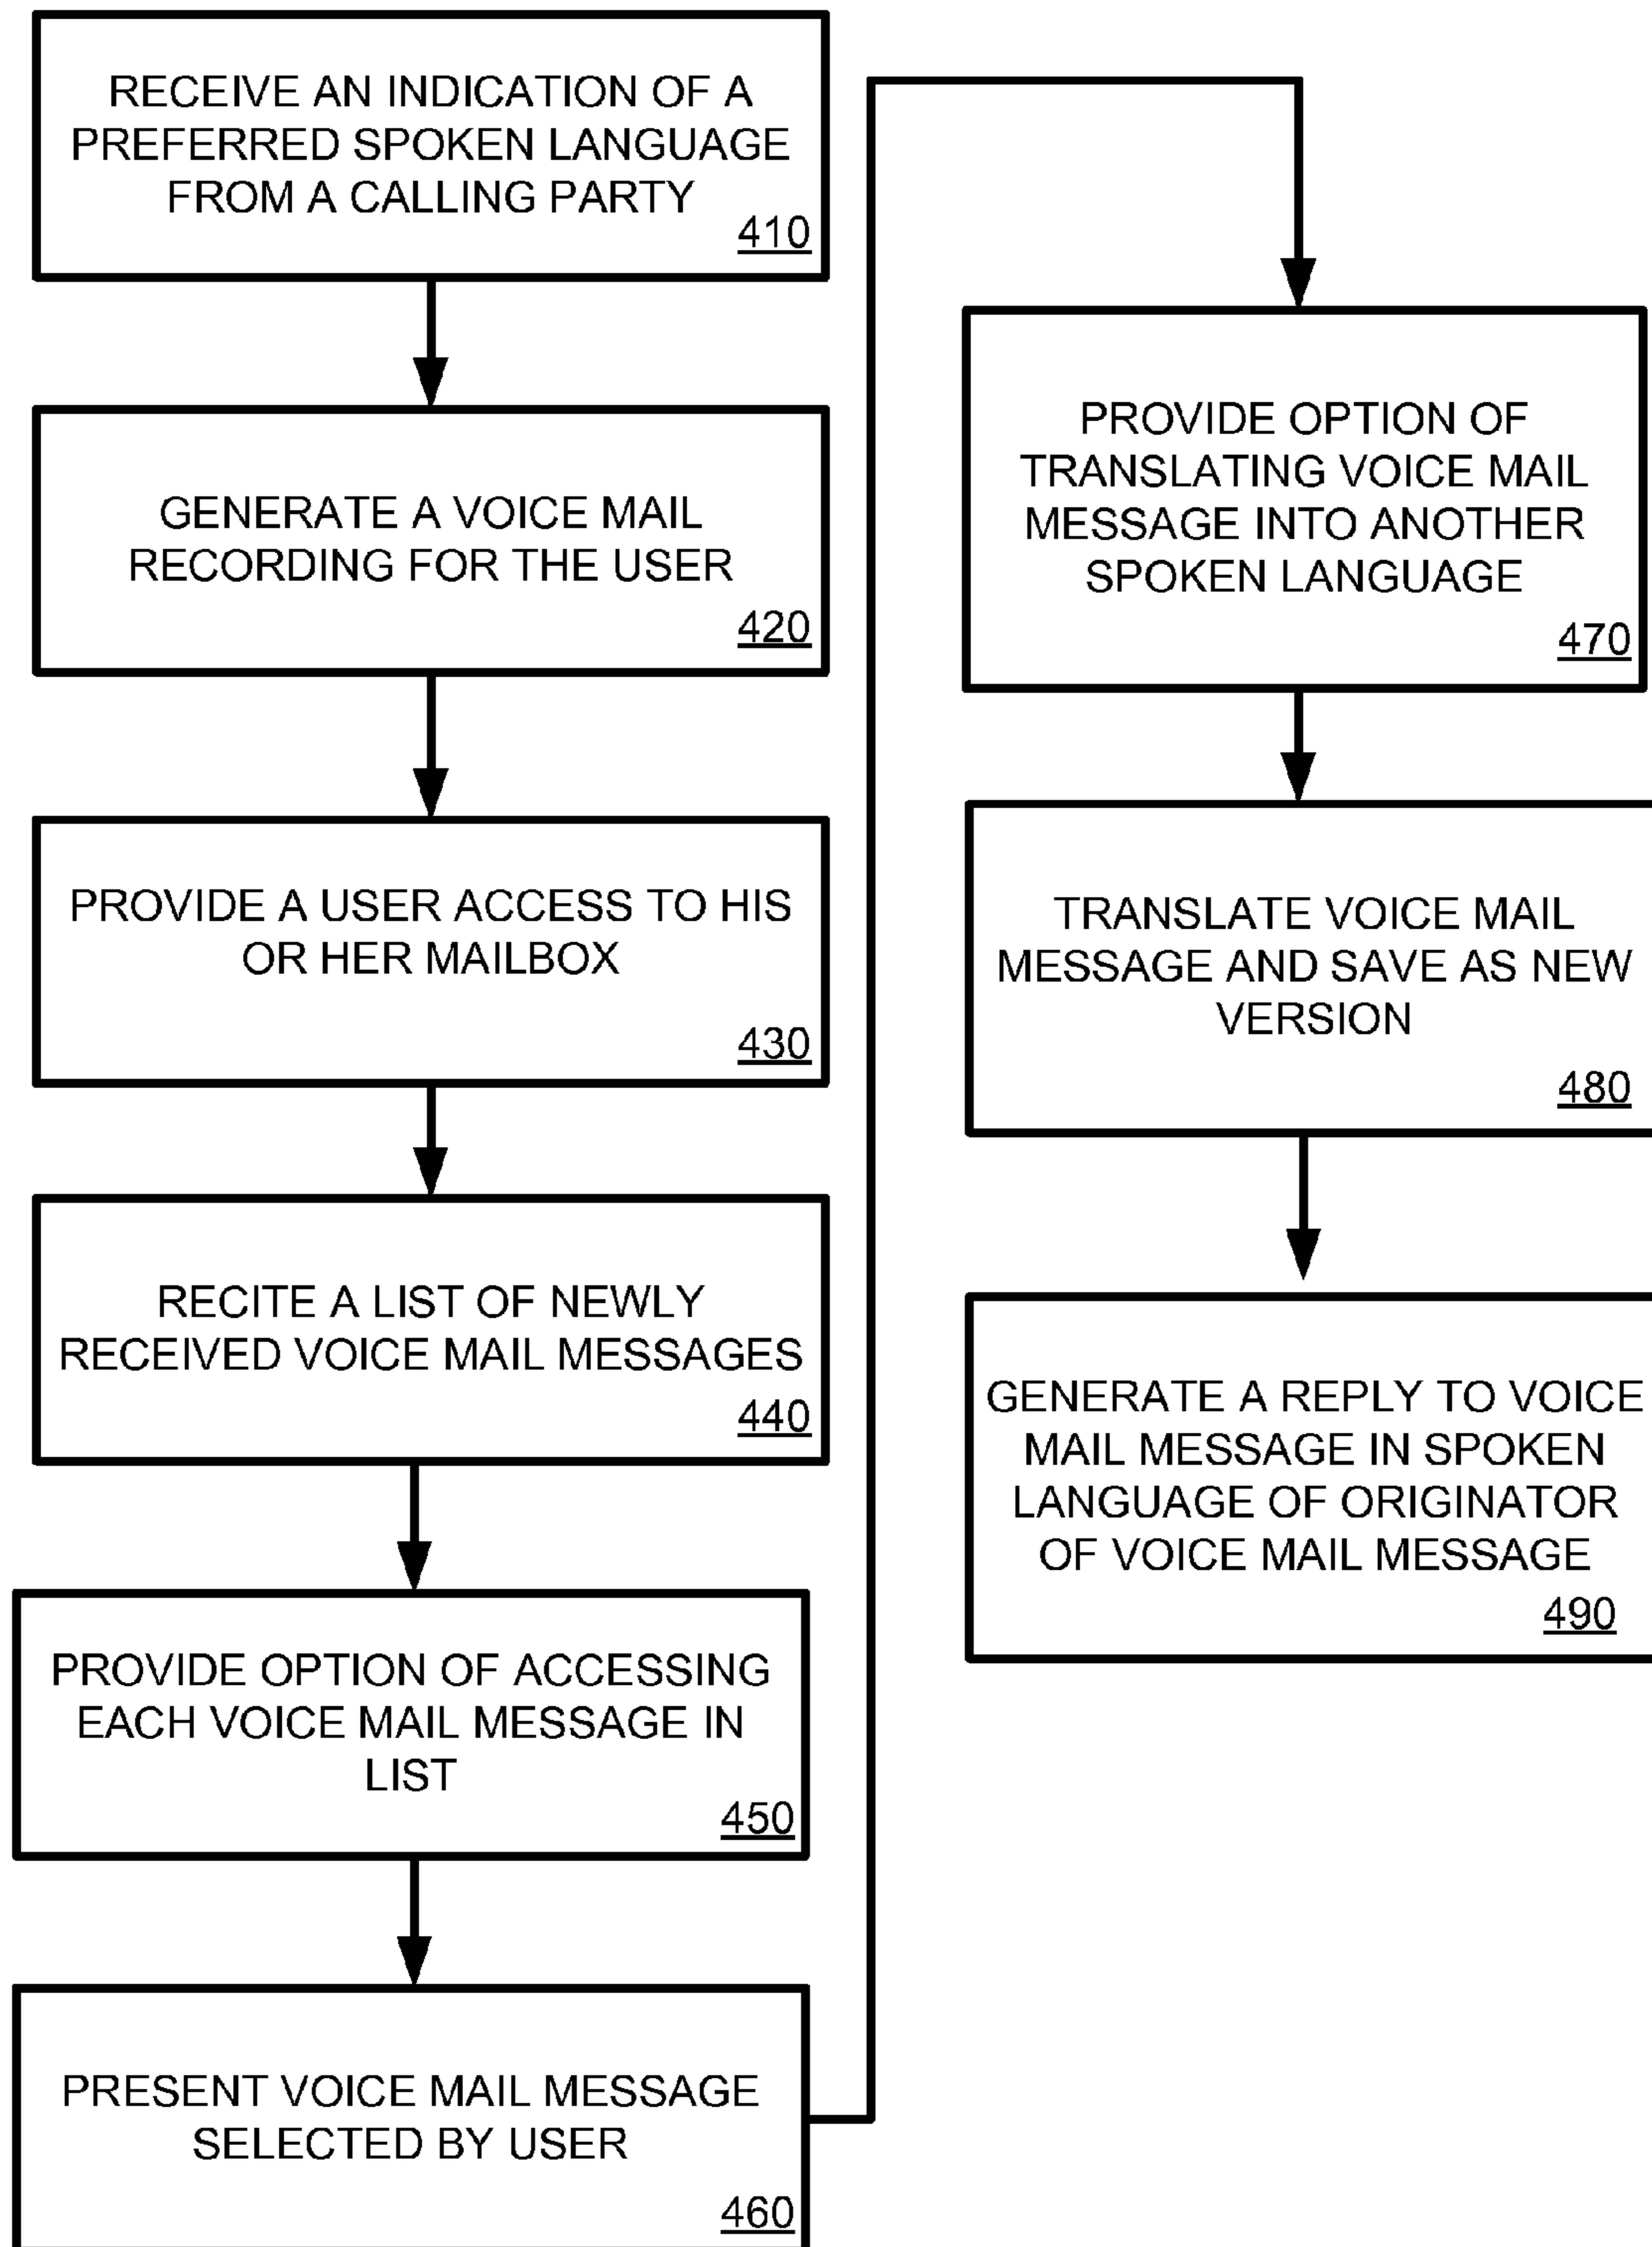 RECEIVE AN INDICATION OF A
PREFERRED SPOKEN LANGUAGE
FROM A CALLING PARTY
410
GENERATE A VOICE MAIL
RECORDING FOR THE USER
420
PROVIDE A USER ACCESS TO HIS
OR HER MAILBOX
430
RECITE A LIST OF NEWLY
RECEIVED VOICE MAIL MESSAGES
440
PROVIDE OPTION OF ACCESSING
EACH VOICE MAIL MESSAGE IN
LIST
450
PRESENT VOICE MAIL MESSAGE
SELECTED BY USER
460
PROVIDE OPTION OF
TRANSLATING VOICE MAIL
MESSAGE INTO ANOTHER
SPOKEN LANGUAGE
470
TRANSLATE VOICE MAIL
MESSAGE AND SAVE AS NEW
VERSION
480
GENERATE A REPLY TO VOICE
MAIL MESSAGE IN SPOKEN
LANGUAGE OF ORIGINATOR
OF VOICE MAIL MESSAGE
490